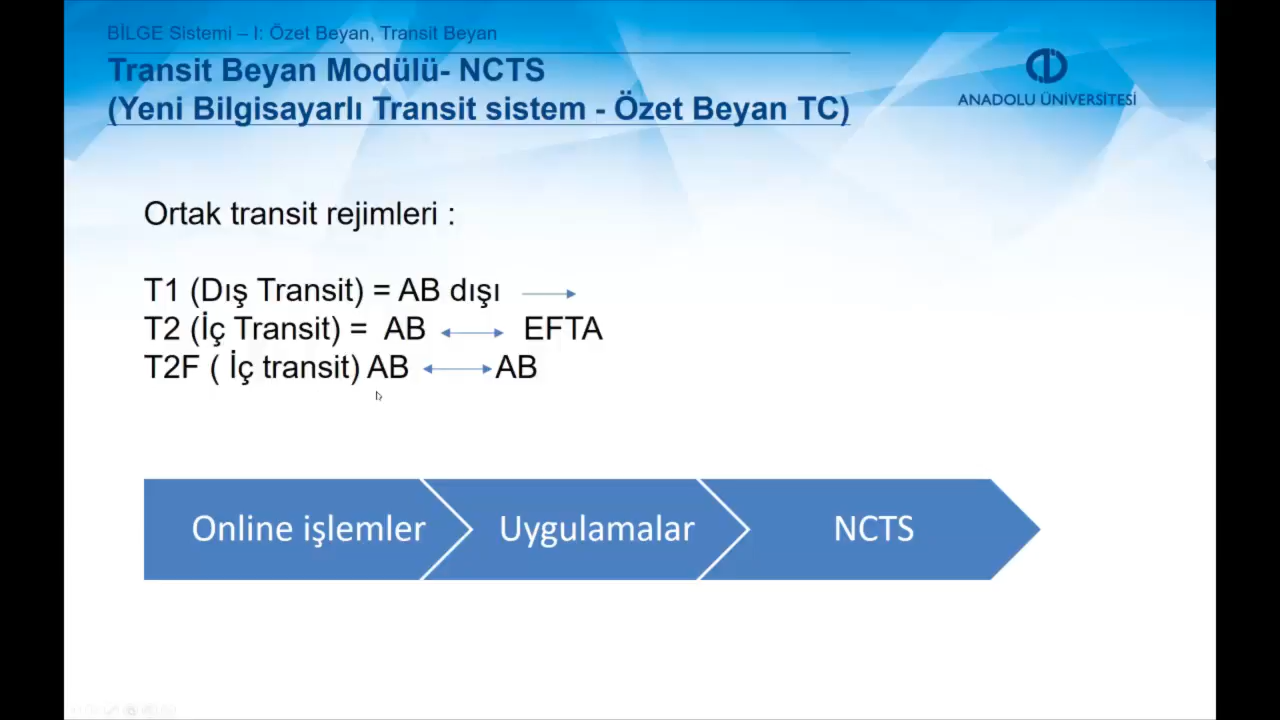 BİLGE Sistemi – I: Özet Beyan, Transit Beyan
Transit Beyan Modülü- NCTS
(Yeni Bilgisayarlı Transit sistem - Özet Beyan TC)
ANADOLU ÜNİVERSİTESİ
Ortak transit rejimleri :
T1 (Dış Transit) = AB dışı
T2 (İç Transit) = AB EFTA
T2F ( İç transit) AB AB
Online işlemler
Uygulamalar
NCTS